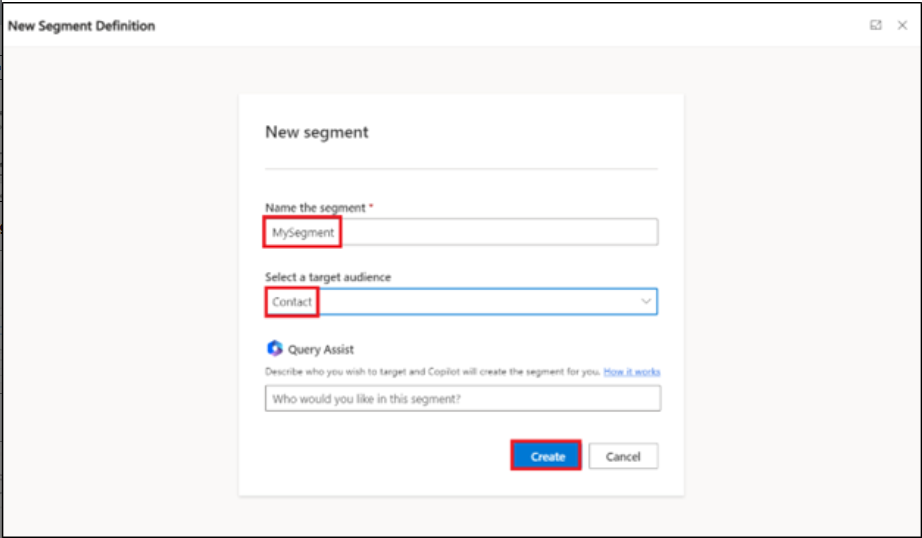 New Segment Definition
New segment
Name the segment *
MySegment
Select a target audience
Contact
Query Assist
Describe who you wish to target and Copilot will create the segment for you. How it works
Who would you like in this segment?
Create Cancel